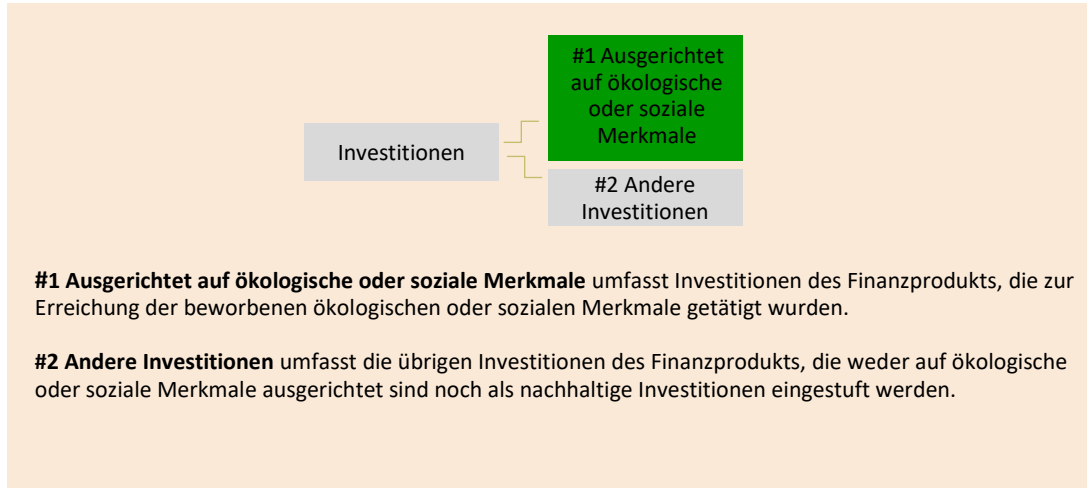 #1 Ausgerichtet
auf ökologische
oder soziale
Merkmale
Investitionen
#2 Andere
Investitionen
#1 Ausgerichtet auf ökologische oder soziale Merkmale umfasst Investitionen des Finanzprodukts, die zur
Erreichung der beworbenen ökologischen oder sozialen Merkmale getätigt wurden.
#2 Andere Investitionen umfasst die übrigen Investitionen des Finanzprodukts, die weder auf ökologische
oder soziale Merkmale ausgerichtet sind noch als nachhaltige Investitionen eingestuft werden.